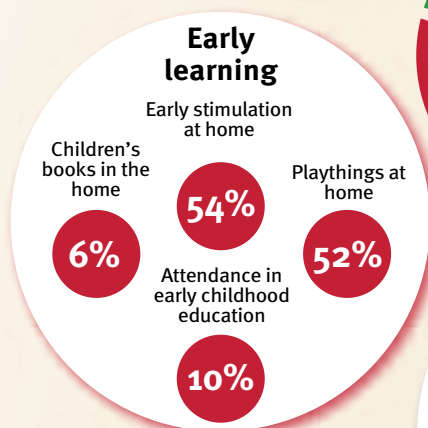 Early
learning
Early stimulation
at home
54%
Children's
books in the
home
6%
Playthings at
home
52%
Attendance in
early childhood
education
10%